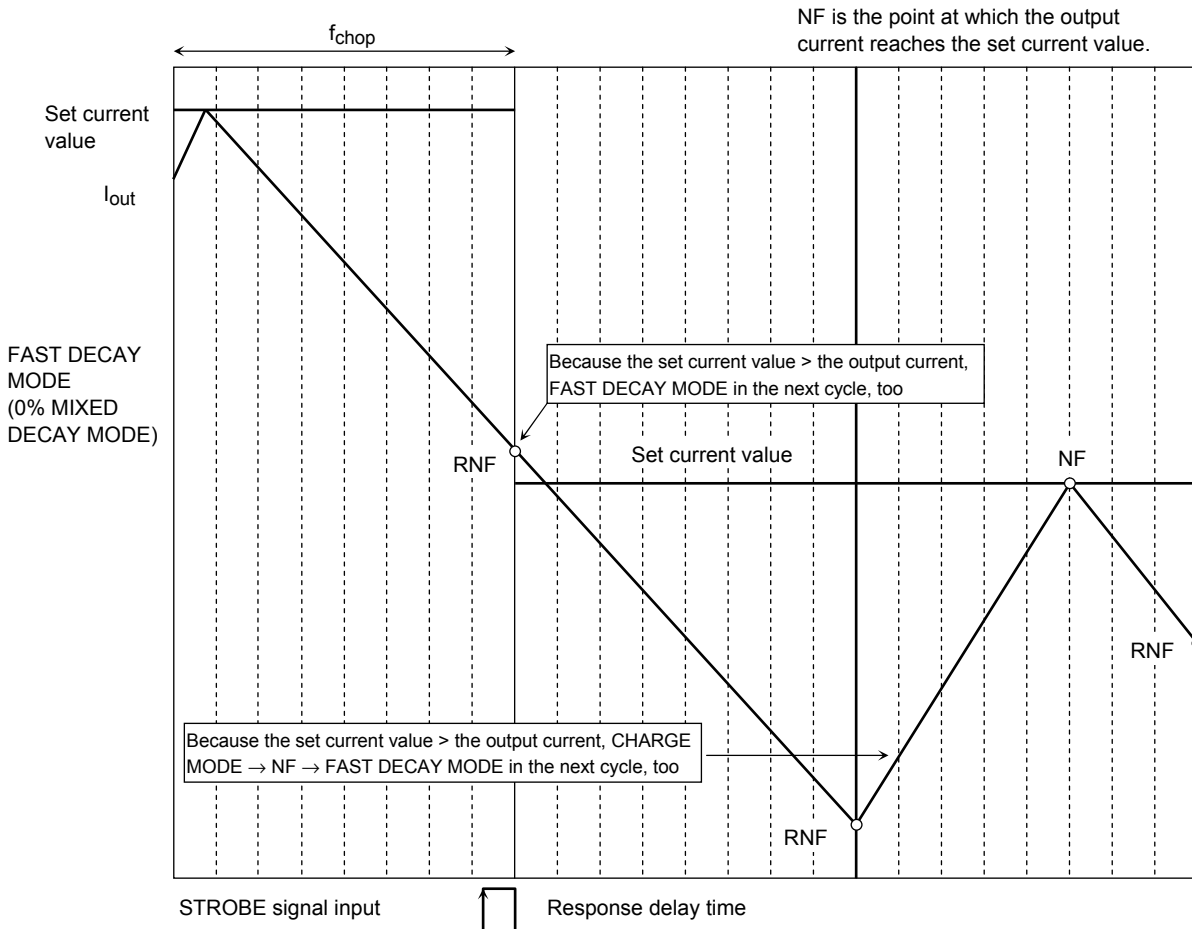 NF is the point at which the output
current reaches the set current value.
fchop
Set current
value
Iout
FAST DECAY
MODE
(0% MIXED
DECAY MODE)
Because the set current value > the output current,
FAST DECAY MODE in the next cycle, too
RNF
Set current value
NF
RNF
Because the set current value > the output current, CHARGE
MODE → NF → FAST DECAY MODE in the next cycle, too
RNF
STROBE signal input
Response delay time